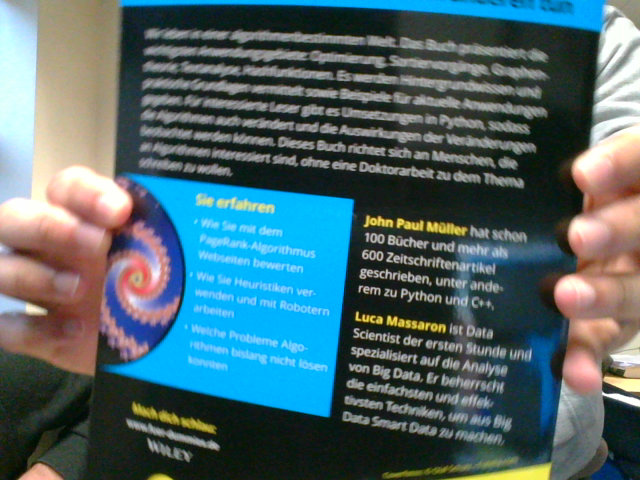 Wir leben in einer algorithmenbestimmten Welt. Das Buch präsentiert die
wichtigsten Anwendungsgebiete: Optimierung, Sortiervorgänge, Graphen-
Textanalyse, Hashfunktionen. Es werden Hintergrundwissen und
Grundlagen vermittelt sowie Beispiele für aktuelle Anwendungen
gegeben. Für interessierte Leser gibt es Umsetzungen in Python, sodass
die Algorithmen auch verändert und die Auswirkungen der Veränderungen
beobachtet werden können. Dieses Buch richtet sich an Menschen, die
an Algorithmen interessiert sind, ohne eine Doktorarbeit zu dem Thema
schreiben zu wollen.
Sie erfahren
• Wie Sie mit dem
PageRank-Algorithmus
Webseiten bewerten
• Wie Sie Heuristiken ver-
wenden und mit Robotern
arbeiten
• Welche Probleme Algo-
rithmen bislang nicht lösen
konnten
John Paul Müller hat schon
100 Bücher und mehr als
600 Zeitschriftenartikel
geschrieben, unter ande-
rem zu Python und C++.
Luca Massaron ist Data
Scientist der ersten Stunde und
spezialisiert auf die Analyse
von Big Data. Er beherrscht
die einfachsten und effek-
tivsten Techniken, um aus Big
Data Smart Data zu machen.
Mach dich schlau:
www.fuer-dummies.de
WILEY